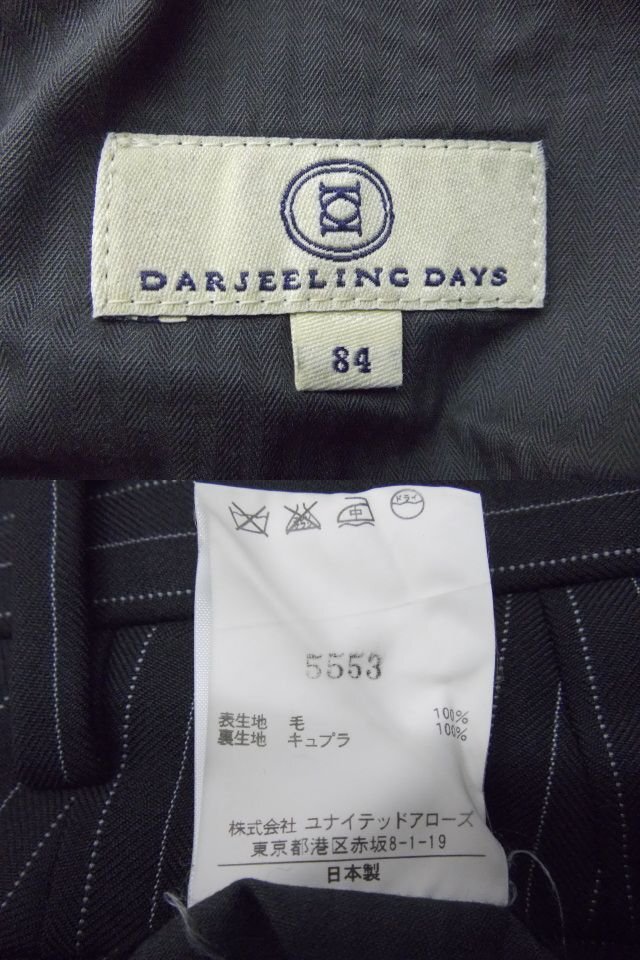 DARJEELING DAYS
84
中 ドライ
5553
表生地 毛 100%
裏生地 キュプラ 100%
株式会社 ユナイテッドアローズ
東京都港区赤坂8-1-19
日本製